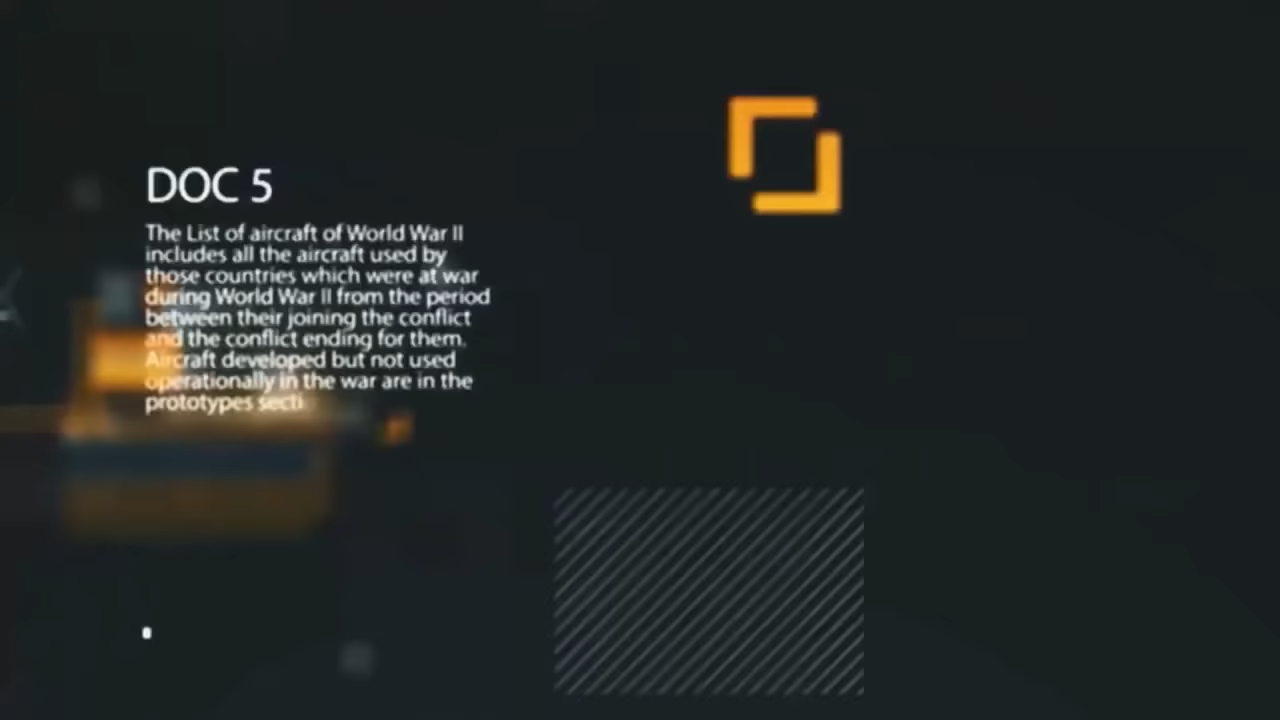 DOC 5
The List of aircraft of World War II
includes all the aircraft used by
those countries which were at war
during World War II from the period
between their joining the conflict
and the conflict ending for them.
Aircraft developed but not used
operationally in the war are in the
prototypes secti